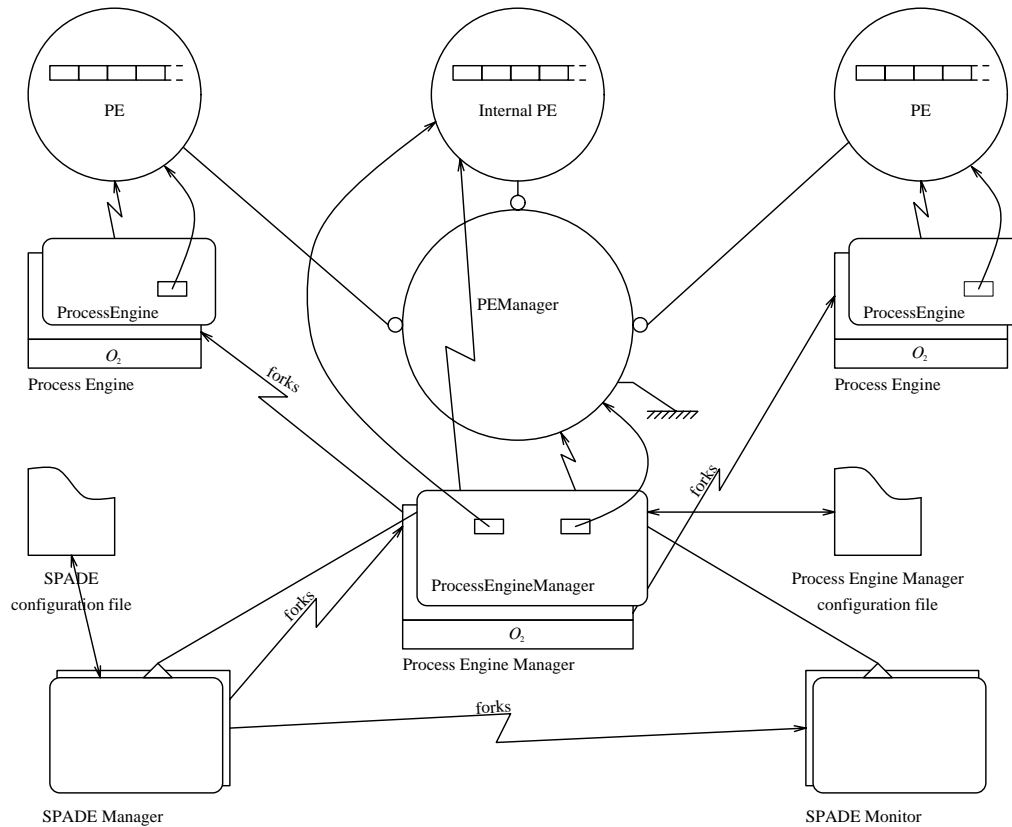 PE
Internal PE
PE
PEManager
ProcessEngine
ProcessEngine
O₂
O₂
Process Engine
Process Engine
forks
forks
SPADE
configuration file
ProcessEngineManager
Process Engine Manager
configuration file
forks
O₂
Process Engine Manager
forks
SPADE Manager
SPADE Monitor